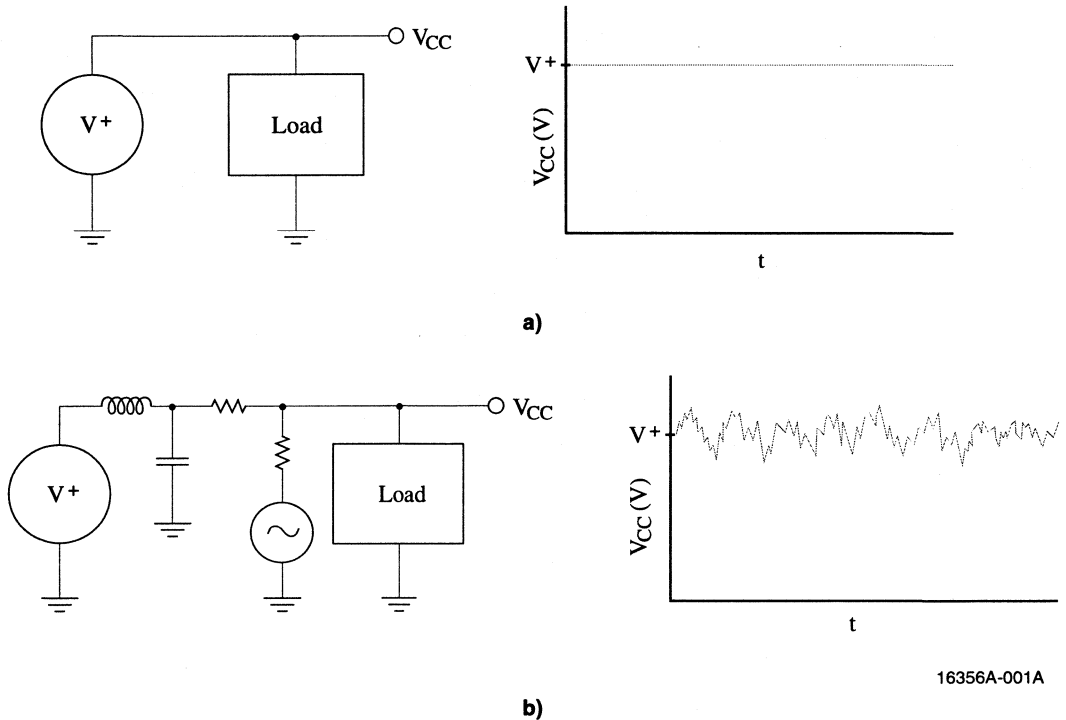 V_CC
V+
Load
V+
V_CC (V)
t
a)
V_CC
V+
Load
V+
V_CC (V)
t
16356A-001A
b)